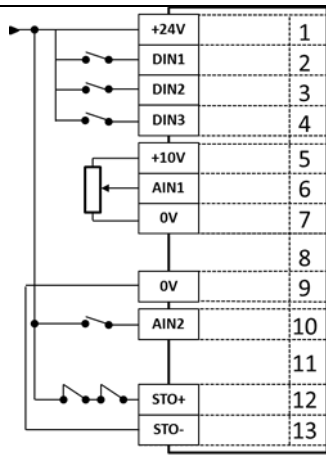 +24V 1
DIN1 2
DIN2 3
DIN3 4
+10V 5
AIN1 6
0V 7
8
0V 9
AIN2 10
11
STO+ 12
STO- 13